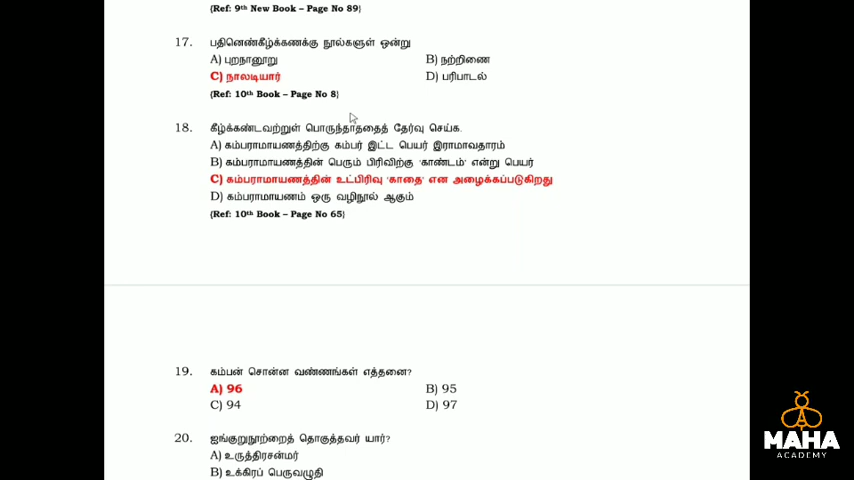 (Ref: 9th New Book – Page No 89)
17. பதினெண்கீழ்க்கணக்கு நூல்களுள் ஒன்று
A) புறநானூறு B) நற்றிணை
C) நாலடியார் D) பரிபாடல்
(Ref: 10th Book – Page No 8)
18. கீழ்க்கண்டவற்றுள் பொருந்தாததைத் தேர்வு செய்க.
A) கம்பராமாயணத்திற்கு கம்பர் இட்ட பெயர் இராமாவதாரம்
B) கம்பராமாயணத்தின் பெரும் பிரிவிற்கு 'காண்டம்' என்று பெயர்
C) கம்பராமாயணத்தின் உட்பிரிவு 'காதை' என அழைக்கப்படுகிறது
D) கம்பராமாயணம் ஒரு வழிநூல் ஆகும்
(Ref: 10th Book – Page No 65)
19. கம்பன் சொன்ன வண்ணங்கள் எத்தனை?
A) 96 B) 95
C) 94 D) 97
20. ஐங்குறுநூற்றைத் தொகுத்தவர் யார்?
A) உருத்திரசன்மர்
B) உக்கிரப் பெருவழுதி
MAHA
ACADEMY